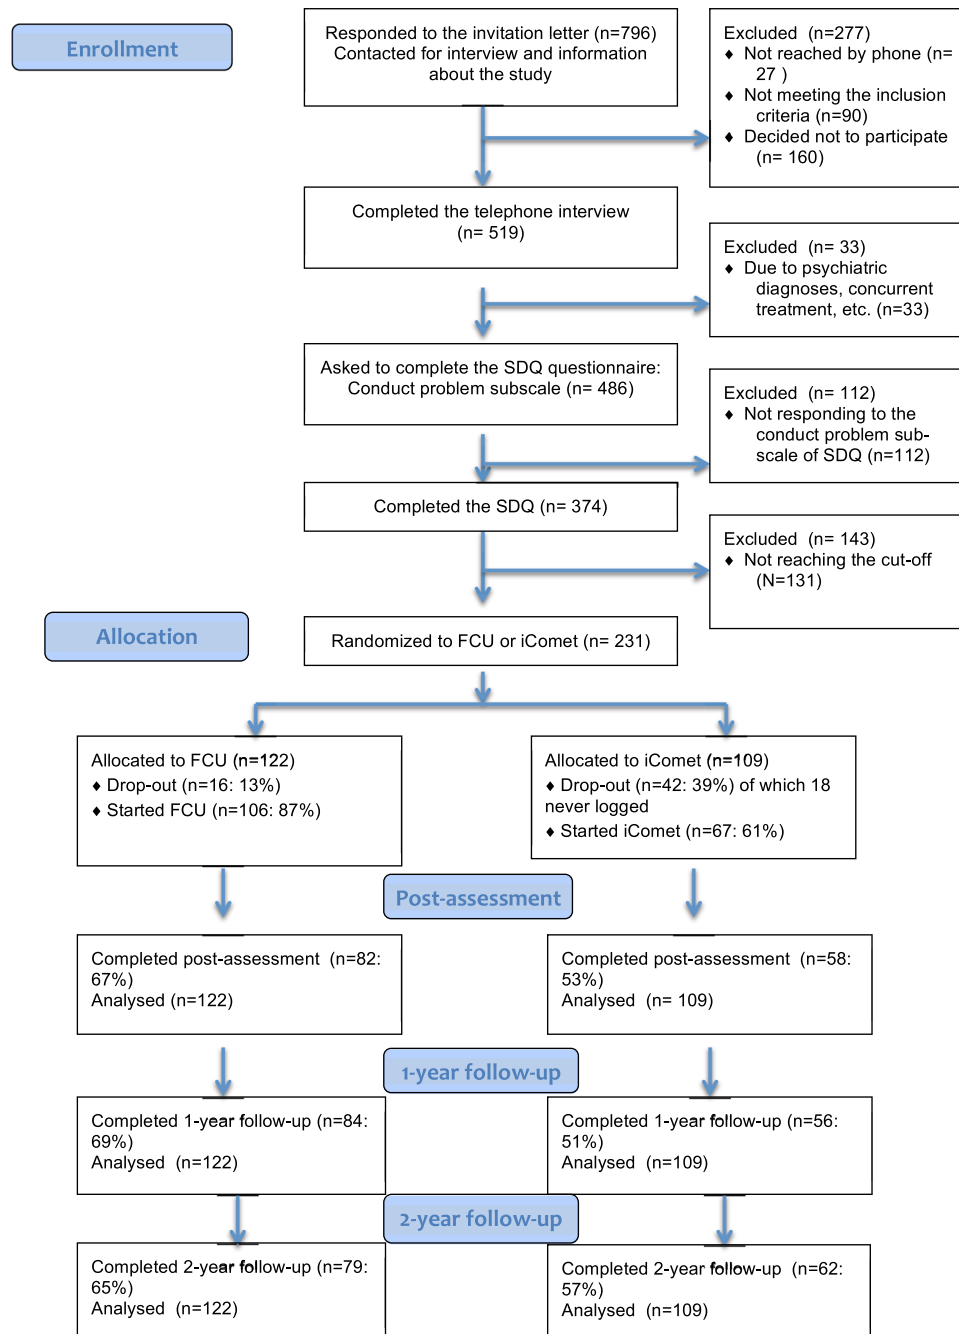 Enrollment
Responded to the invitation letter (n=796)
Contacted for interview and information
about the study
Excluded (n=277)
♦ Not reached by phone (n=
27 )
♦ Not meeting the inclusion
criteria (n=90)
♦ Decided not to participate
(n= 160)
Completed the telephone interview
(n= 519)
Excluded (n= 33)
♦ Due to psychiatric
diagnoses, concurrent
treatment, etc. (n=33)
Asked to complete the SDQ questionnaire:
Conduct problem subscale (n= 486)
Excluded (n= 112)
♦ Not responding to the
conduct problem sub-
scale of SDQ (n=112)
Completed the SDQ (n= 374)
Excluded (n= 143)
♦ Not reaching the cut-off
(N=131)
Allocation
Randomized to FCU or iComet (n= 231)
Allocated to FCU (n=122)
♦ Drop-out (n=16: 13%)
♦ Started FCU (n=106: 87%)
Allocated to iComet (n=109)
♦ Drop-out (n=42: 39%) of which 18
never logged
♦ Started iComet (n=67: 61%)
Post-assessment
Completed post-assessment (n=82:
67%)
Analysed (n=122)
Completed post-assessment (n=58:
53%)
Analysed (n= 109)
1-year follow-up
Completed 1-year follow-up (n=84:
69%)
Analysed (n=122)
Completed 1-year follow-up (n=56:
51%)
Analysed (n=109)
2-year follow-up
Completed 2-year follow-up (n=79:
65%)
Analysed (n=122)
Completed 2-year follow-up (n=62:
57%)
Analysed (n=109)